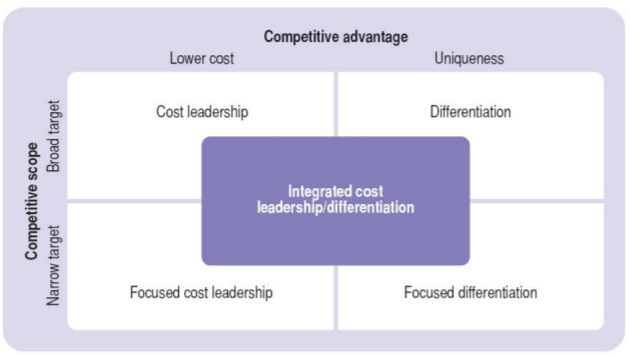 Competitive advantage
Lower cost
Uniqueness
Competitive scope
Broad target
Narrow target
Cost leadership
Differentiation
Integrated cost
leadership/differentiation
Focused cost leadership
Focused differentiation